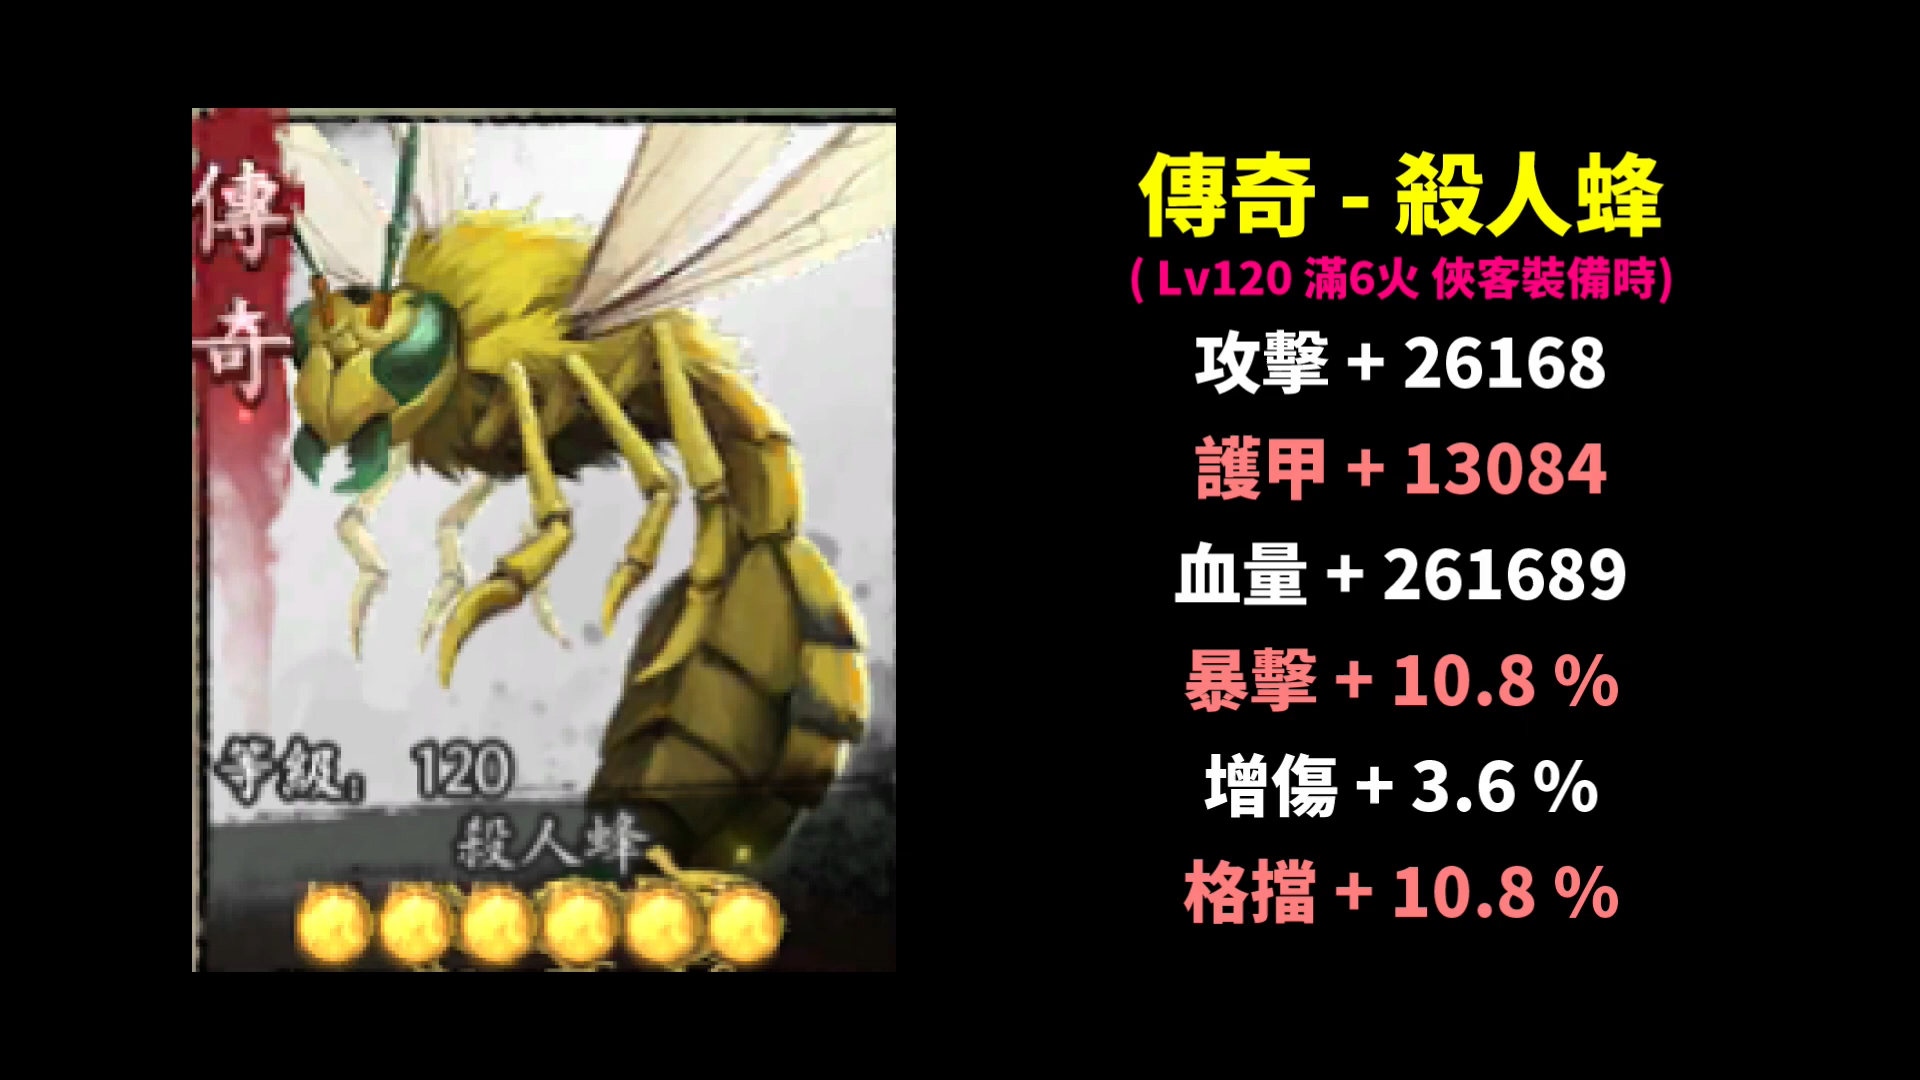 傳奇
等級: 120
殺人蜂
傳奇 - 殺人蜂
( Lv120 滿6火 俠客裝備時)
攻擊 + 26168
護甲 + 13084
血量 + 261689
暴擊 + 10.8 %
增傷 + 3.6 %
格擋 + 10.8 %